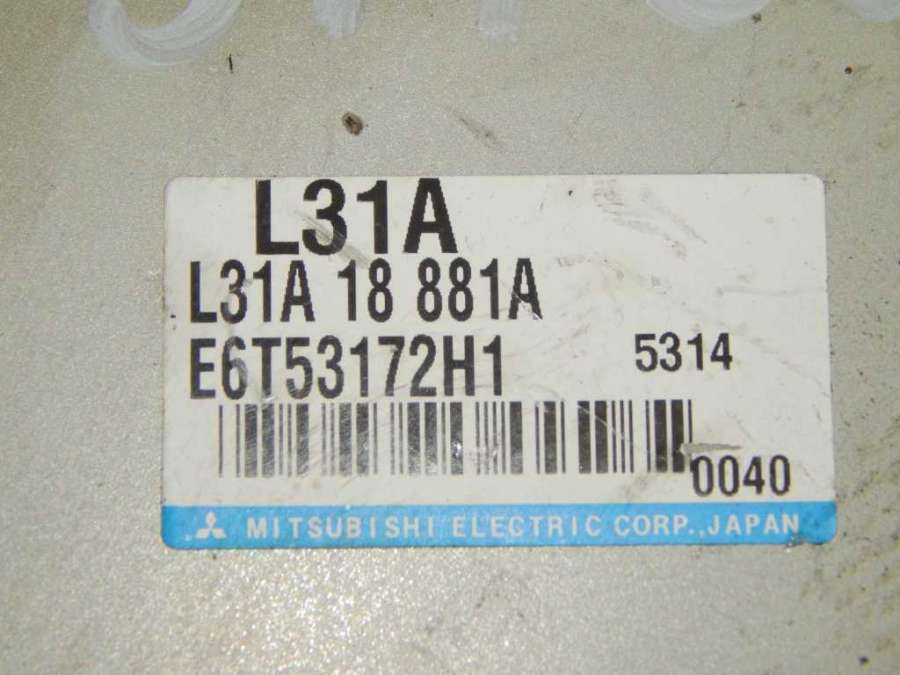 L31A
L31A 18 881A
E6T53172H1 5314
0040
MITSUBISHI ELECTRIC CORP.,JAPAN